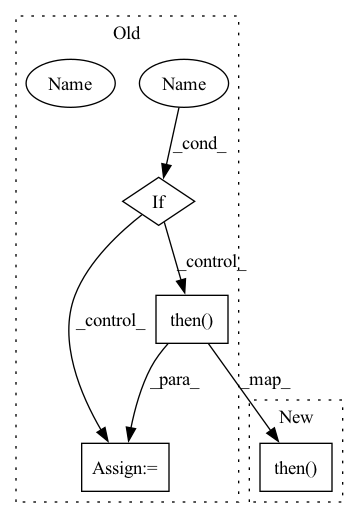 Old
Name
Name
_cond_
If
_control_
_control_
then()
_para_
_map_
New
Assign:=
then()